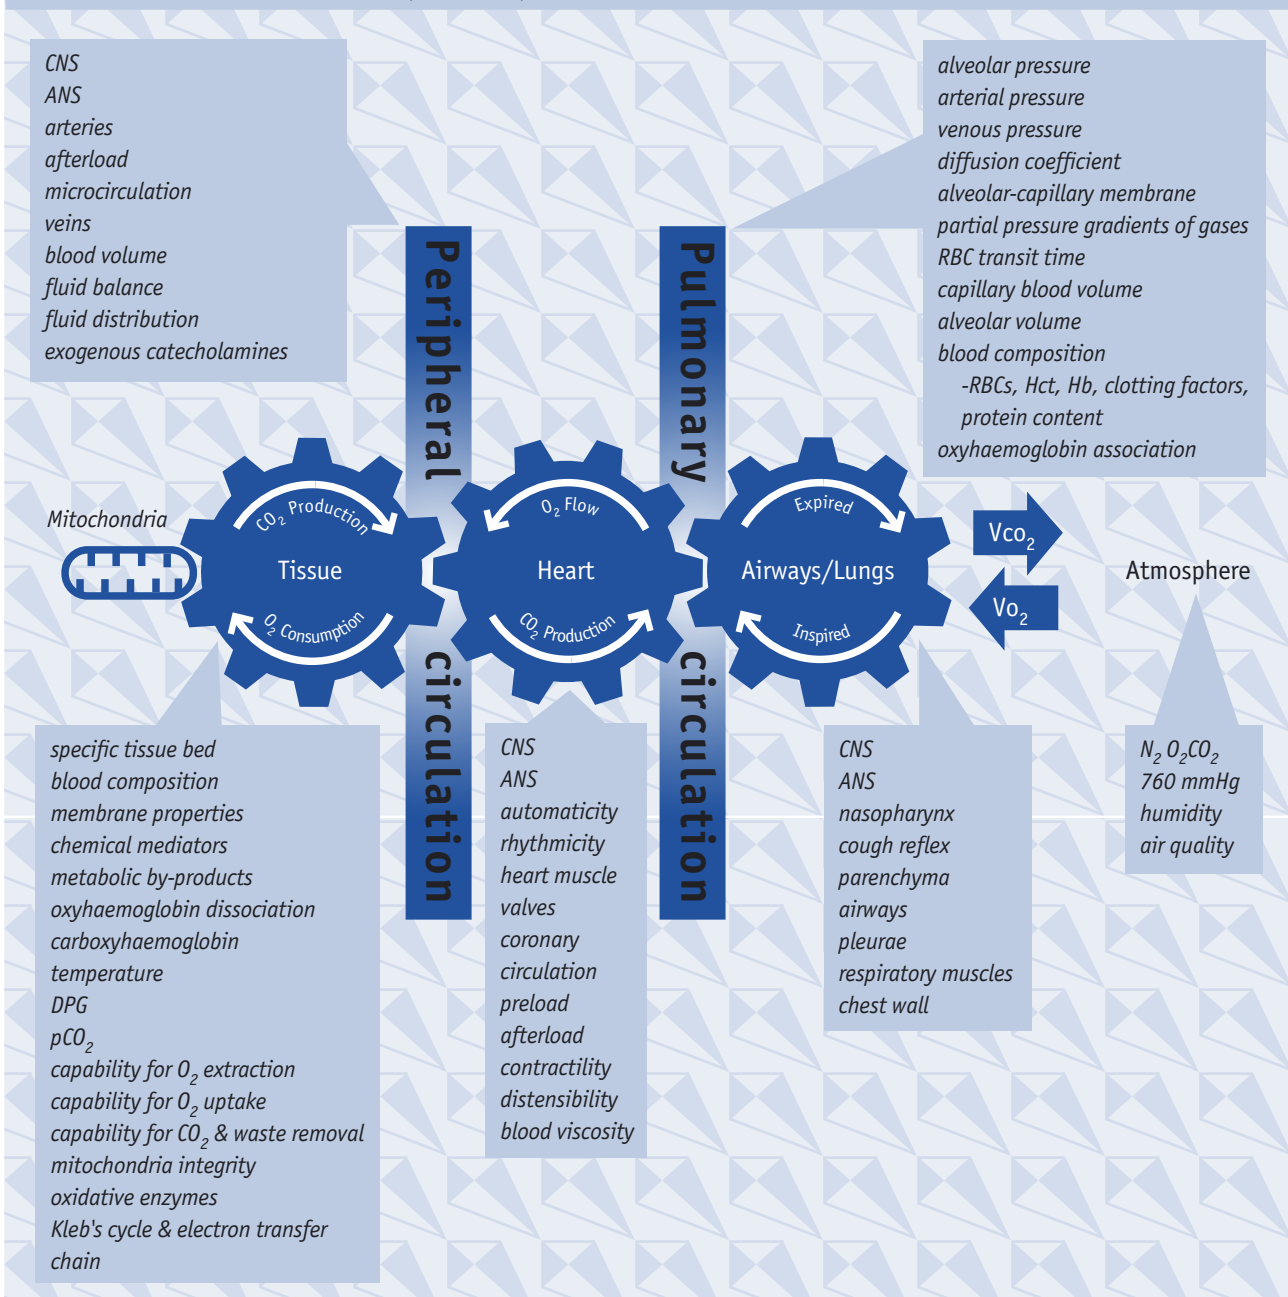 CNS
ANS
arteries
afterload
microcirculation
veins
blood volume
fluid balance
fluid distribution
exogenous catecholamines
alveolar pressure
arterial pressure
venous pressure
diffusion coefficient
alveolar-capillary membrane
partial pressure gradients of gases
RBC transit time
capillary blood volume
alveolar volume
blood composition
-RBCs, Hct, Hb, clotting factors,
protein content
oxyhaemoglobin association
Peripheral
circulation
Pulmonary
circulation
Mitochondria
CO₂ Production
Tissue
O₂ Consumption
O₂ Flow
Heart
CO₂ Production
Expired
Airways/Lungs
Inspired
Vco₂
Vo₂
Atmosphere
specific tissue bed
blood composition
membrane properties
chemical mediators
metabolic by-products
oxyhaemoglobin dissociation
carboxyhaemoglobin
temperature
DPG
pCO₂
capability for O₂ extraction
capability for O₂ uptake
capability for CO₂ & waste removal
mitochondria integrity
oxidative enzymes
Kleb's cycle & electron transfer
chain
CNS
ANS
automaticity
rhythmicity
heart muscle
valves
coronary
circulation
preload
afterload
contractility
distensibility
blood viscosity
CNS
ANS
nasopharynx
cough reflex
parenchyma
airways
pleurae
respiratory muscles
chest wall
N₂ O₂CO₂
760 mmHg
humidity
air quality